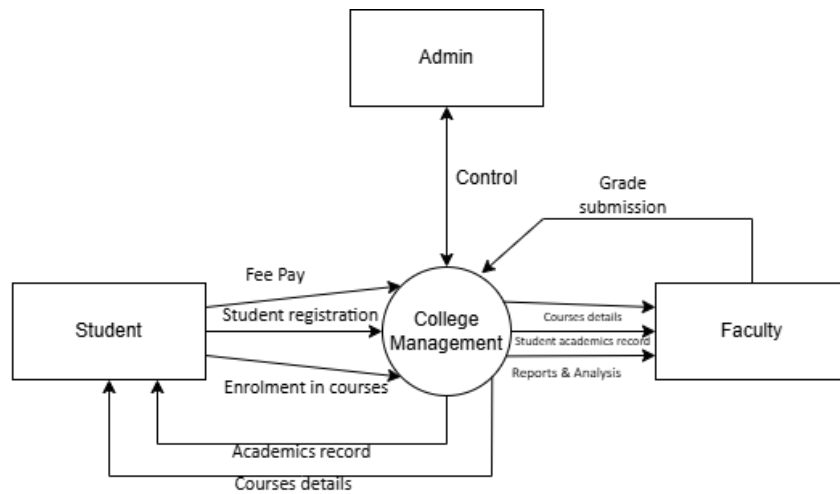 Admin
Control
Grade
submission
Fee Pay
Student registration
Student
College
Management
Courses details
Student academics record
Faculty
Reports & Analysis
Enrolment in courses
Academics record
Courses details